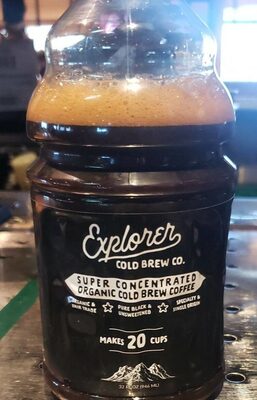 Explorer
COLD BREW CO.
SUPER CONCENTRATED
ORGANIC COLD BREW COFFEE
ORGANIC & FAIR TRADE
PURE BLACK & UNSWEETENED
SPECIALTY & SINGLE ORIGIN
MAKES 20 CUPS
32 FL OZ (946 ML)